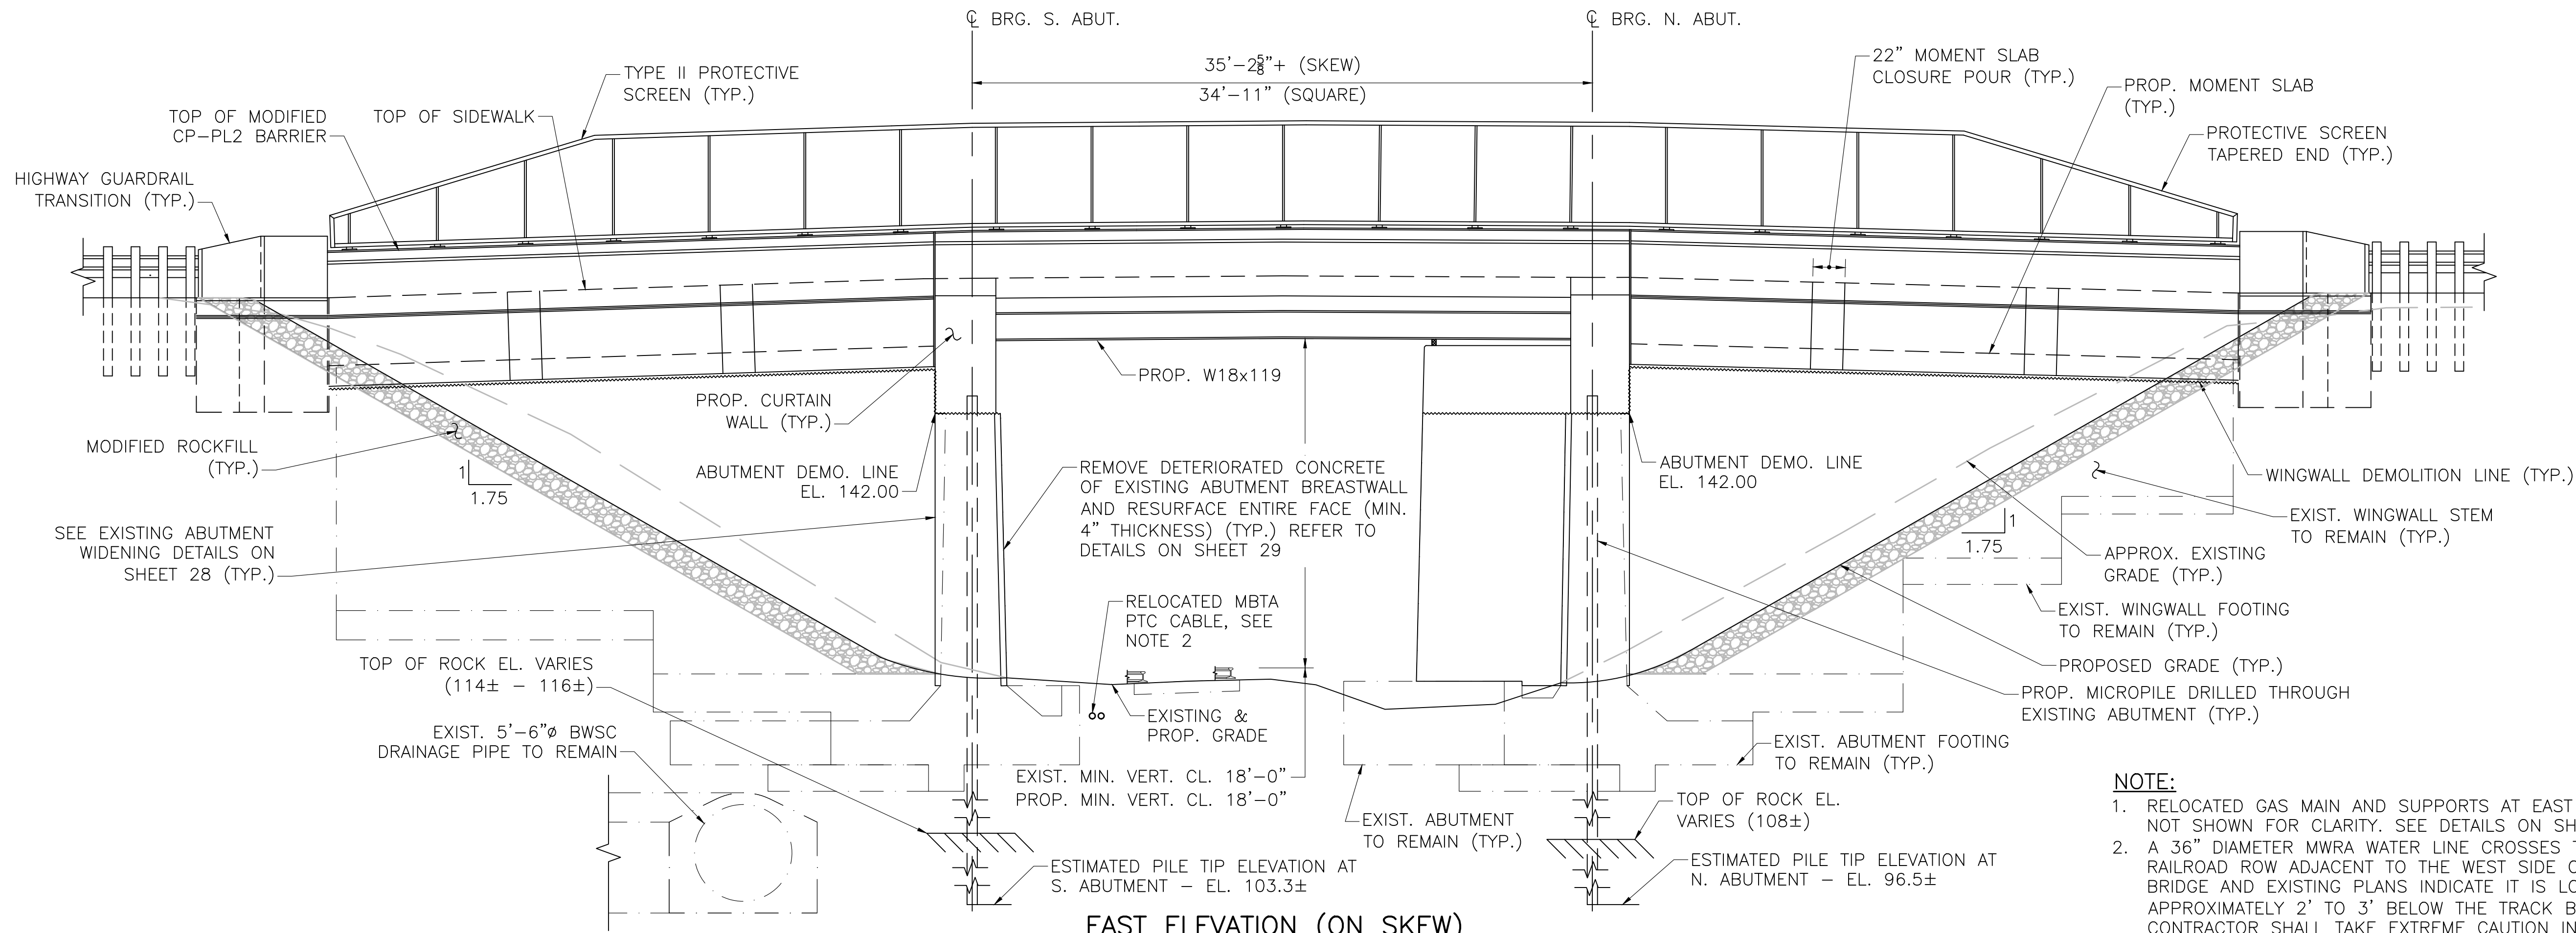 ℄ BRG. S. ABUT.
℄ BRG. N. ABUT.
35'-2⅝"+ (SKEW)
34'-11" (SQUARE)
22" MOMENT SLAB
CLOSURE POUR (TYP.)
TYPE II PROTECTIVE
SCREEN (TYP.)
PROP. MOMENT SLAB
(TYP.)
TOP OF MODIFIED
CP-PL2 BARRIER
TOP OF SIDEWALK
PROTECTIVE SCREEN
TAPERED END (TYP.)
HIGHWAY GUARDRAIL
TRANSITION (TYP.)
PROP. W18x119
PROP. CURTAIN
WALL (TYP.)
MODIFIED ROCKFILL
(TYP.)
1
1.75
ABUTMENT DEMO. LINE
EL. 142.00
REMOVE DETERIORATED CONCRETE
OF EXISTING ABUTMENT BREASTWALL
AND RESURFACE ENTIRE FACE (MIN.
4" THICKNESS) (TYP.) REFER TO
DETAILS ON SHEET 29
ABUTMENT DEMO. LINE
EL. 142.00
WINGWALL DEMOLITION LINE (TYP.)
1
1.75
EXIST. WINGWALL STEM
TO REMAIN (TYP.)
SEE EXISTING ABUTMENT
WIDENING DETAILS ON
SHEET 28 (TYP.)
APPROX. EXISTING
GRADE (TYP.)
RELOCATED MBTA
PTC CABLE, SEE
NOTE 2
EXIST. WINGWALL FOOTING
TO REMAIN (TYP.)
TOP OF ROCK EL. VARIES
(114± - 116±)
PROPOSED GRADE (TYP.)
PROP. MICROPILE DRILLED THROUGH
EXISTING ABUTMENT (TYP.)
EXIST. 5'-6"ø BWSC
DRAINAGE PIPE TO REMAIN
EXISTING &
PROP. GRADE
EXIST. ABUTMENT FOOTING
TO REMAIN (TYP.)
EXIST. MIN. VERT. CL. 18'-0"
PROP. MIN. VERT. CL. 18'-0"
EXIST. ABUTMENT
TO REMAIN (TYP.)
TOP OF ROCK EL.
VARIES (108±)
ESTIMATED PILE TIP ELEVATION AT
S. ABUTMENT - EL. 103.3±
ESTIMATED PILE TIP ELEVATION AT
N. ABUTMENT - EL. 96.5±
EAST ELEVATION (ON SKEW)
NOTE:
1. RELOCATED GAS MAIN AND SUPPORTS AT EAST
NOT SHOWN FOR CLARITY. SEE DETAILS ON
2. A 36" DIAMETER MWRA WATER LINE CROSSES
RAILROAD ROW ADJACENT TO THE WEST SIDE
BRIDGE AND EXISTING PLANS INDICATE IT IS
APPROXIMATELY 2' TO 3' BELOW THE TRACK
CONTRACTOR SHALL TAKE EXTREME CAUTION IN